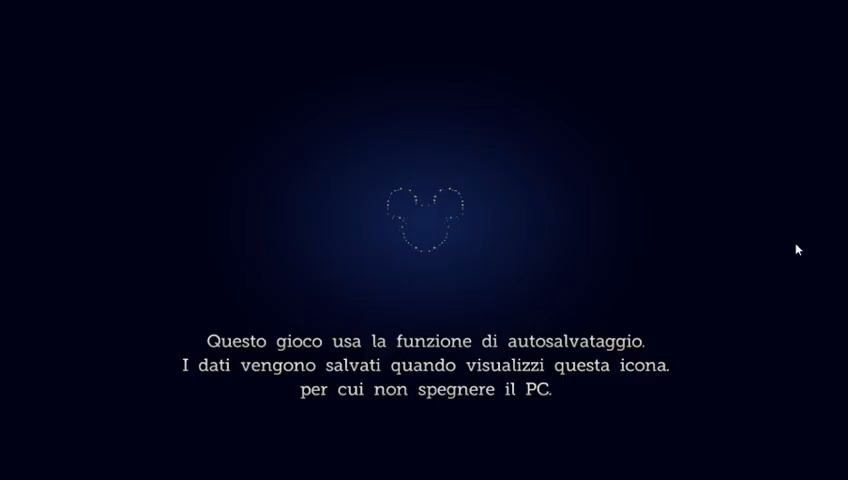 Questo gioco usa la funzione di autosalvataggio.
I dati vengono salvati quando visualizzi questa icona.
per cui non spegnere il PC.